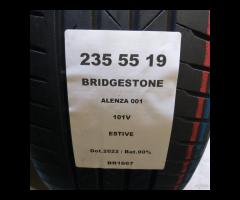 235 55 19
BRIDGESTONE
ALENZA 001
101V
ESTIVE
Dot.2022 / Bat.90%
BR1667